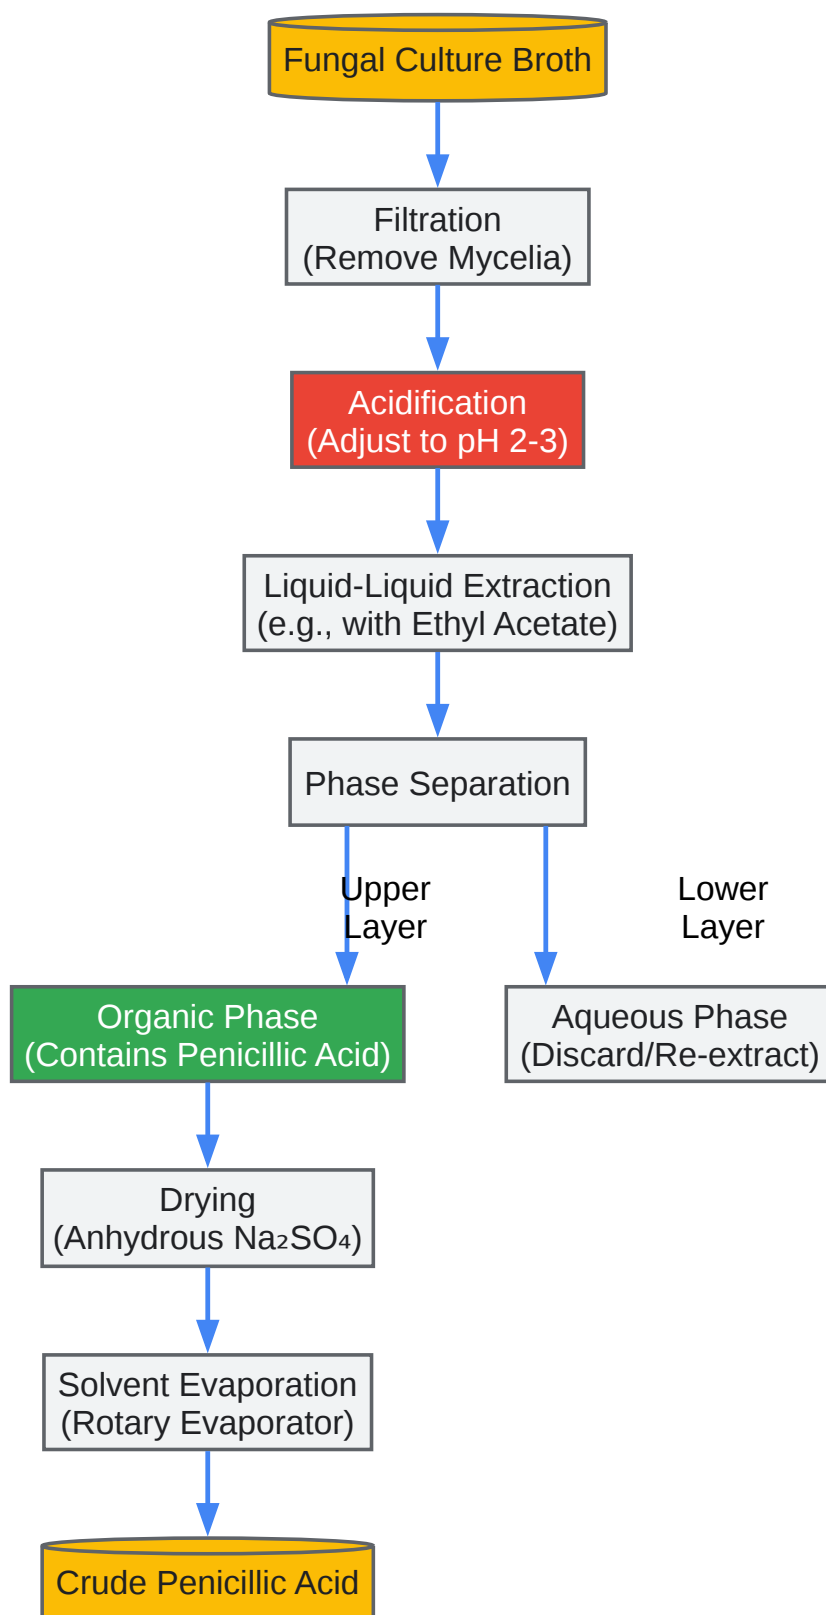 Fungal Culture Broth
Filtration
(Remove Mycelia)
Acidification
(Adjust to pH 2-3)
Liquid-Liquid Extraction
(e.g., with Ethyl Acetate)
Phase Separation
Upper
Layer
Lower
Layer
Organic Phase
(Contains Penicillic Acid)
Aqueous Phase
(Discard/Re-extract)
Drying
(Anhydrous Na₂SO₄)
Solvent Evaporation
(Rotary Evaporator)
Crude Penicillic Acid